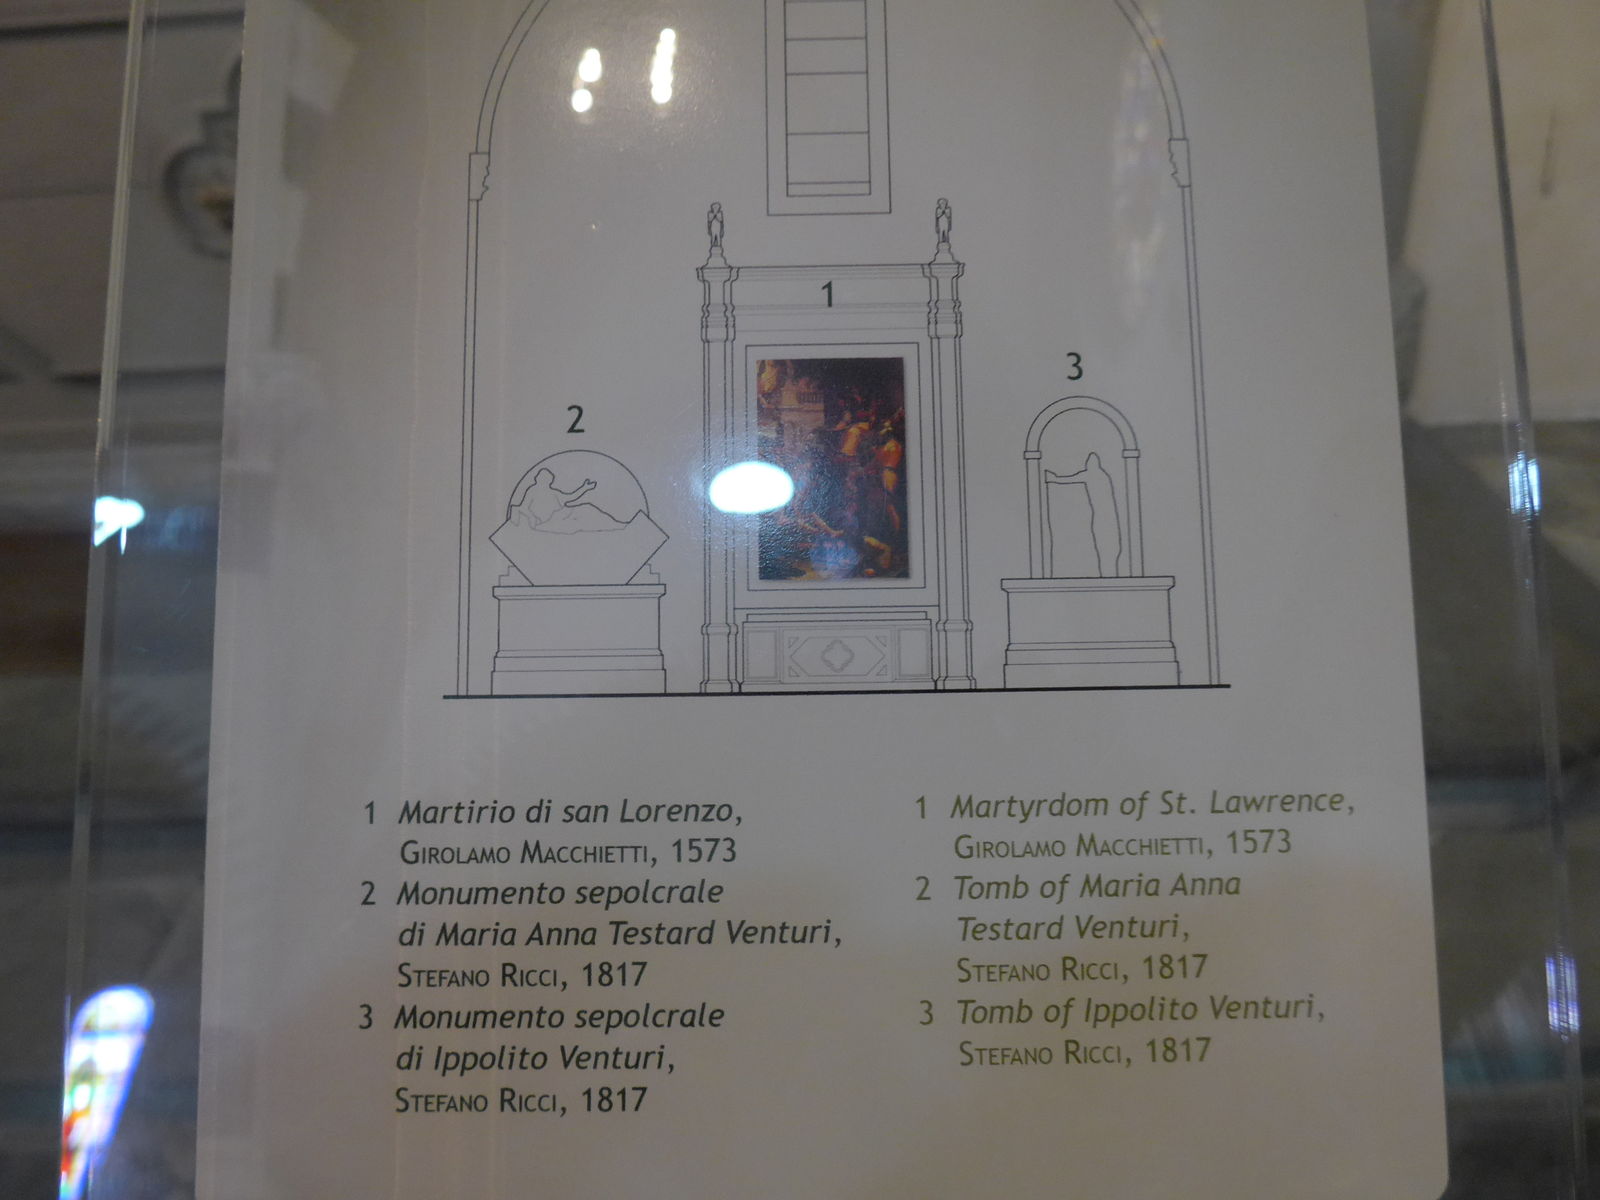 1
2
3
1 Martirio di san Lorenzo,
GIROLAMO MACCHIETTI, 1573
2 Monumento sepolcrale
di Maria Anna Testard Venturi,
STEFANO RICCI, 1817
3 Monumento sepolcrale
di Ippolito Venturi,
STEFANO RICCI, 1817
1 Martyrdom of St. Lawrence,
GIROLAMO MACCHIETTI, 1573
2 Tomb of Maria Anna
Testard Venturi,
STEFANO RICCI, 1817
3 Tomb of Ippolito Venturi,
STEFANO RICCI, 1817